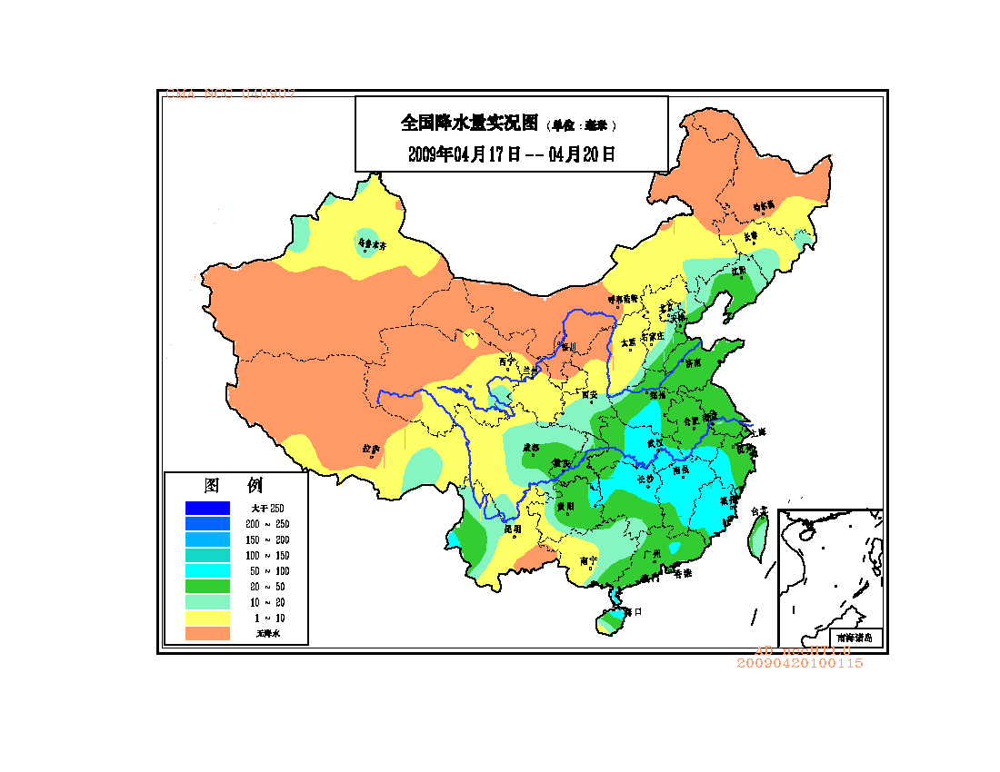 CMA NCC 040902
全国降水量实况图 (单位:毫米)
2009年04月17日--04月20日
哈尔滨
长春
乌鲁木齐
沈阳
呼和浩特
北京
天津
太原 石家庄
银川
西宁
兰州
济南
西安
郑州
合肥 南京
上海
拉萨
成都
武汉
杭州
重庆
长沙
南昌
福州
贵阳
台北
昆明
南宁
广州
澳门 香港
海口
图 例
大于 250
200 ~ 250
150 ~ 200
100 ~ 150
50 ~ 100
20 ~ 50
10 ~ 20
1 ~ 10
无降水
南海诸岛
20090420100115